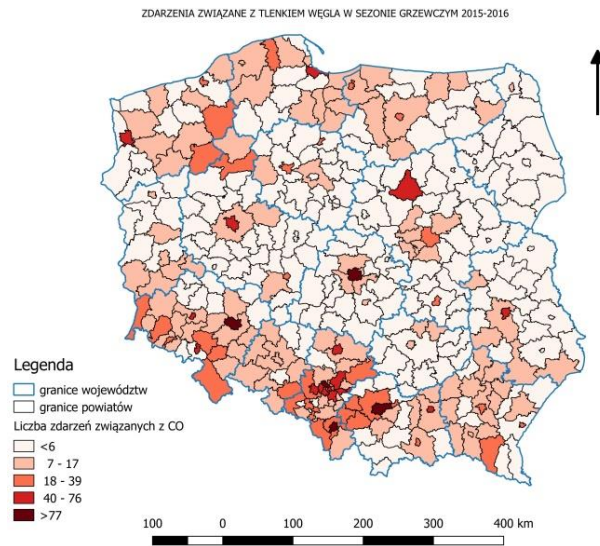 ZDARZENIA ZWIĄZANE Z TLENKIEM WĘGLA W SEZONIE GRZEWCZYM 2015-2016
Legenda
granice województw
granice powiatów
Liczba zdarzeń związanych z CO
<6
7 - 17
18 - 39
40 - 76
>77
100 0 100 200 300 400 km